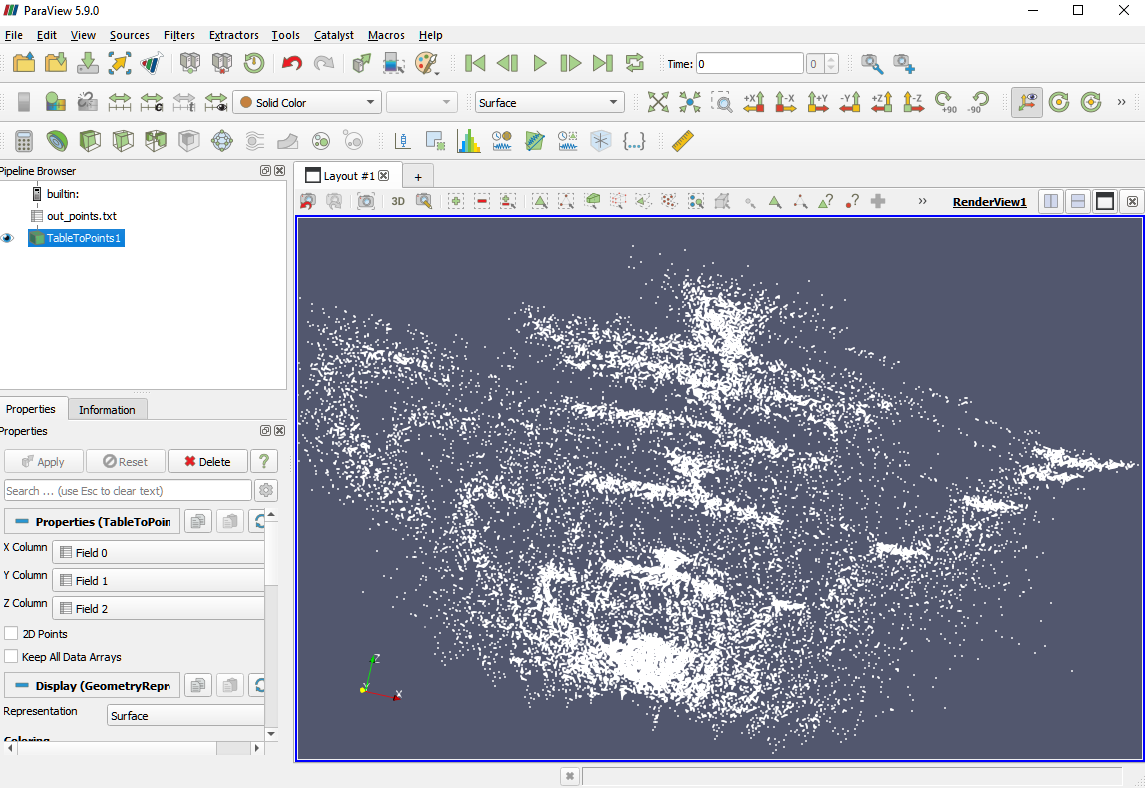 ParaView 5.9.0
File Edit View Sources Filters Extractors Tools Catalyst Macros Help
Time: 0 0
Solid Color Surface +X -X +Y -Y +Z -Z +90 -90 »
Pipeline Browser
builtin:
out_points.txt
TableToPoints1
Layout #1 +
3D » RenderView1
Properties Information
Properties
Apply Reset Delete ?
Search ... (use Esc to clear text)
Properties (TableToPoin
X Column Field 0
Y Column Field 1
Z Column Field 2
2D Points
Keep All Data Arrays
Display (GeometryRepr
Representation Surface
Coloring
Z
Y
X